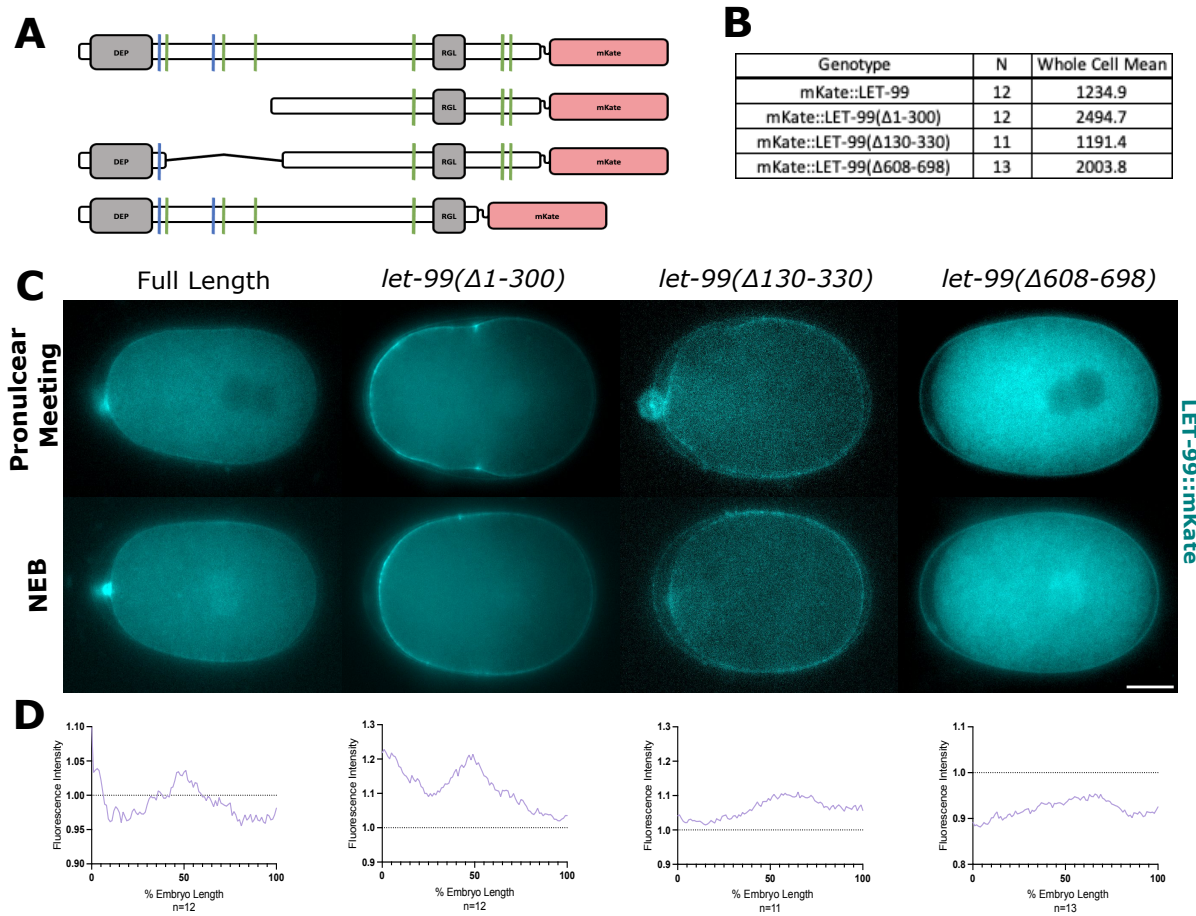 A
DEP
RGL
mKate
RGL
mKate
DEP
RGL
mKate
DEP
RGL
mKate
B
Genotype N Whole Cell Mean
mKate::LET-99 12 1234.9
mKate::LET-99(Δ1-300) 12 2494.7
mKate::LET-99(Δ130-330) 11 1191.4
mKate::LET-99(Δ608-698) 13 2003.8
C
Full Length
let-99(Δ1-300)
let-99(Δ130-330)
let-99(Δ608-698)
Pronulcear
Meeting
NEB
LET-99::mKate
D
Fluorescence Intensity
1.10
1.05
1.00
0.95
0.90
0 50 100
% Embryo Length
n=12
Fluorescence Intensity
1.3
1.2
1.1
1.0
0.9
0 50 100
% Embryo Length
n=12
Fluorescence Intensity
1.3
1.2
1.1
1.0
0.9
0 50 100
% Embryo Length
n=11
Fluorescence Intensity
1.1
1.0
0.9
0.8
0 50 100
% Embryo Length
n=13